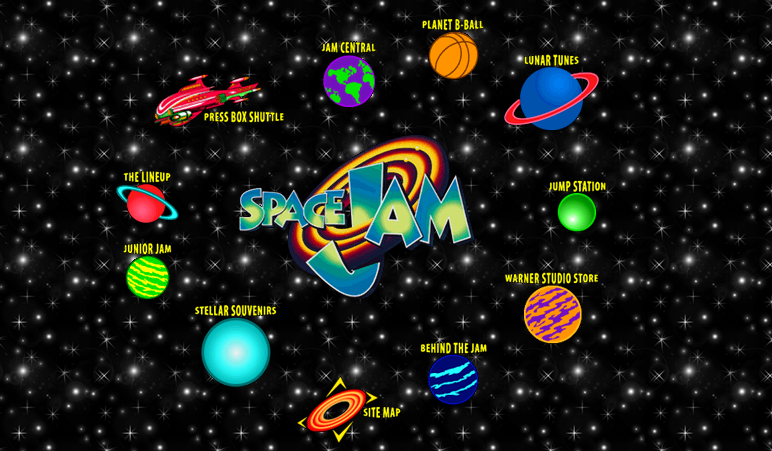 PLANET B-BALL
JAM CENTRAL
LUNAR TUNES
PRESS BOX SHUTTLE
THE LINEUP
JUMP STATION
SPACE JAM
JUNIOR JAM
WARNER STUDIO STORE
STELLAR SOUVENIRS
BEHIND THE JAM
SITE MAP